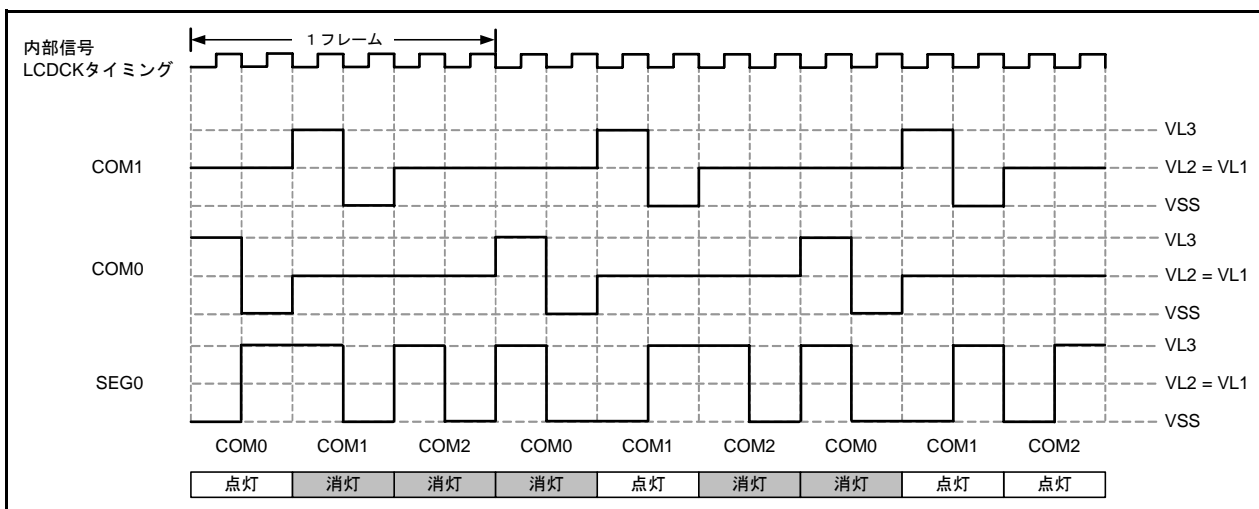 内部信号
LCDCKタイミング
1 フレーム
COM1
VL3
VL2 = VL1
VSS
COM0
VL3
VL2 = VL1
VSS
SEG0
VL3
VL2 = VL1
VSS
COM0 COM1 COM2 COM0 COM1 COM2 COM0 COM1 COM2
点灯 消灯 消灯 消灯 点灯 消灯 消灯 点灯 点灯